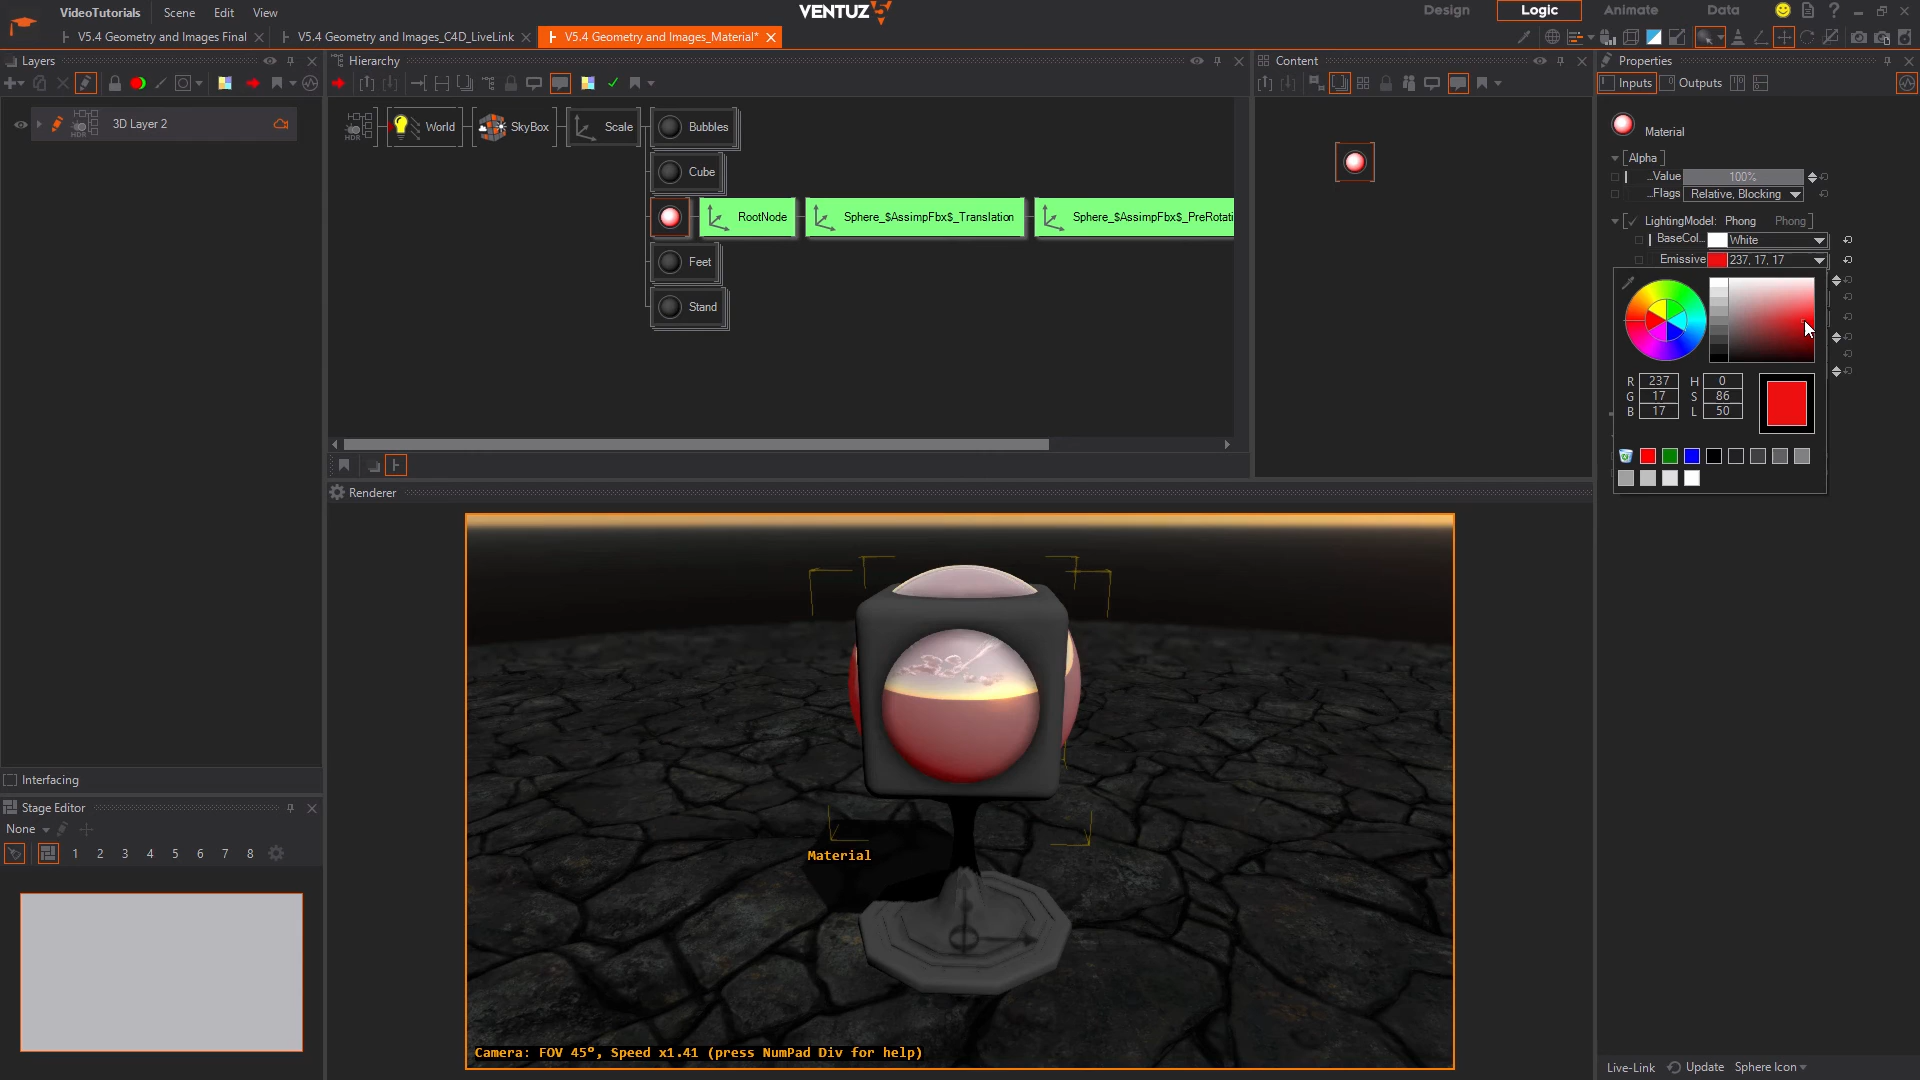 VideoTutorials Scene Edit View VENTUZ 5 Design Logic Animate Data
V5.4 Geometry and Images Final V5.4 Geometry and Images_C4D_LiveLink V5.4 Geometry and Images_Material*
Layers Hierarchy Content Properties
Inputs Outputs
3D Layer 2
World SkyBox Scale Bubbles
Cube
RootNode Sphere_$AssimpFbx$_Translation Sphere_$AssimpFbx$_PreRotati
Feet
Stand
Material
Alpha
...Value 100%
...Flags Relative, Blocking
LightingModel: Phong Phong
BaseCol... White
Emissive 237, 17, 17
R 237 H 0
G 17 S 86
B 17 L 50
Renderer
Interfacing
Stage Editor
None
1 2 3 4 5 6 7 8
Material
Camera: FOV 45º, Speed x1.41 (press NumPad Div for help)
Live-Link Update Sphere Icon